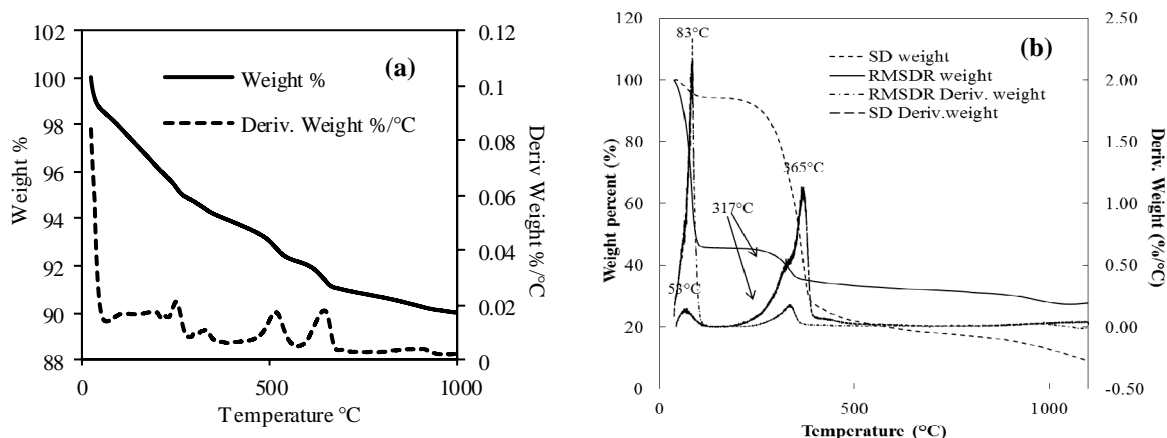 102
100
98
96
94
92
90
88
Weight %
0
500
1000
Temperature °C
0.12
0.1
0.08
0.06
0.04
0.02
0
Deriv Weight %/°C
(a)
Weight %
Deriv. Weight %/°C
120
100
80
60
40
20
0
Weight percent (%)
0
500
1000
Temperature (°C)
2.50
2.00
1.50
1.00
0.50
0.00
-0.50
Deriv. Weight (%/°C)
(b)
SD weight
RMSDR weight
RMSDR Deriv. weight
SD Deriv.weight
83°C
365°C
317°C
53°C